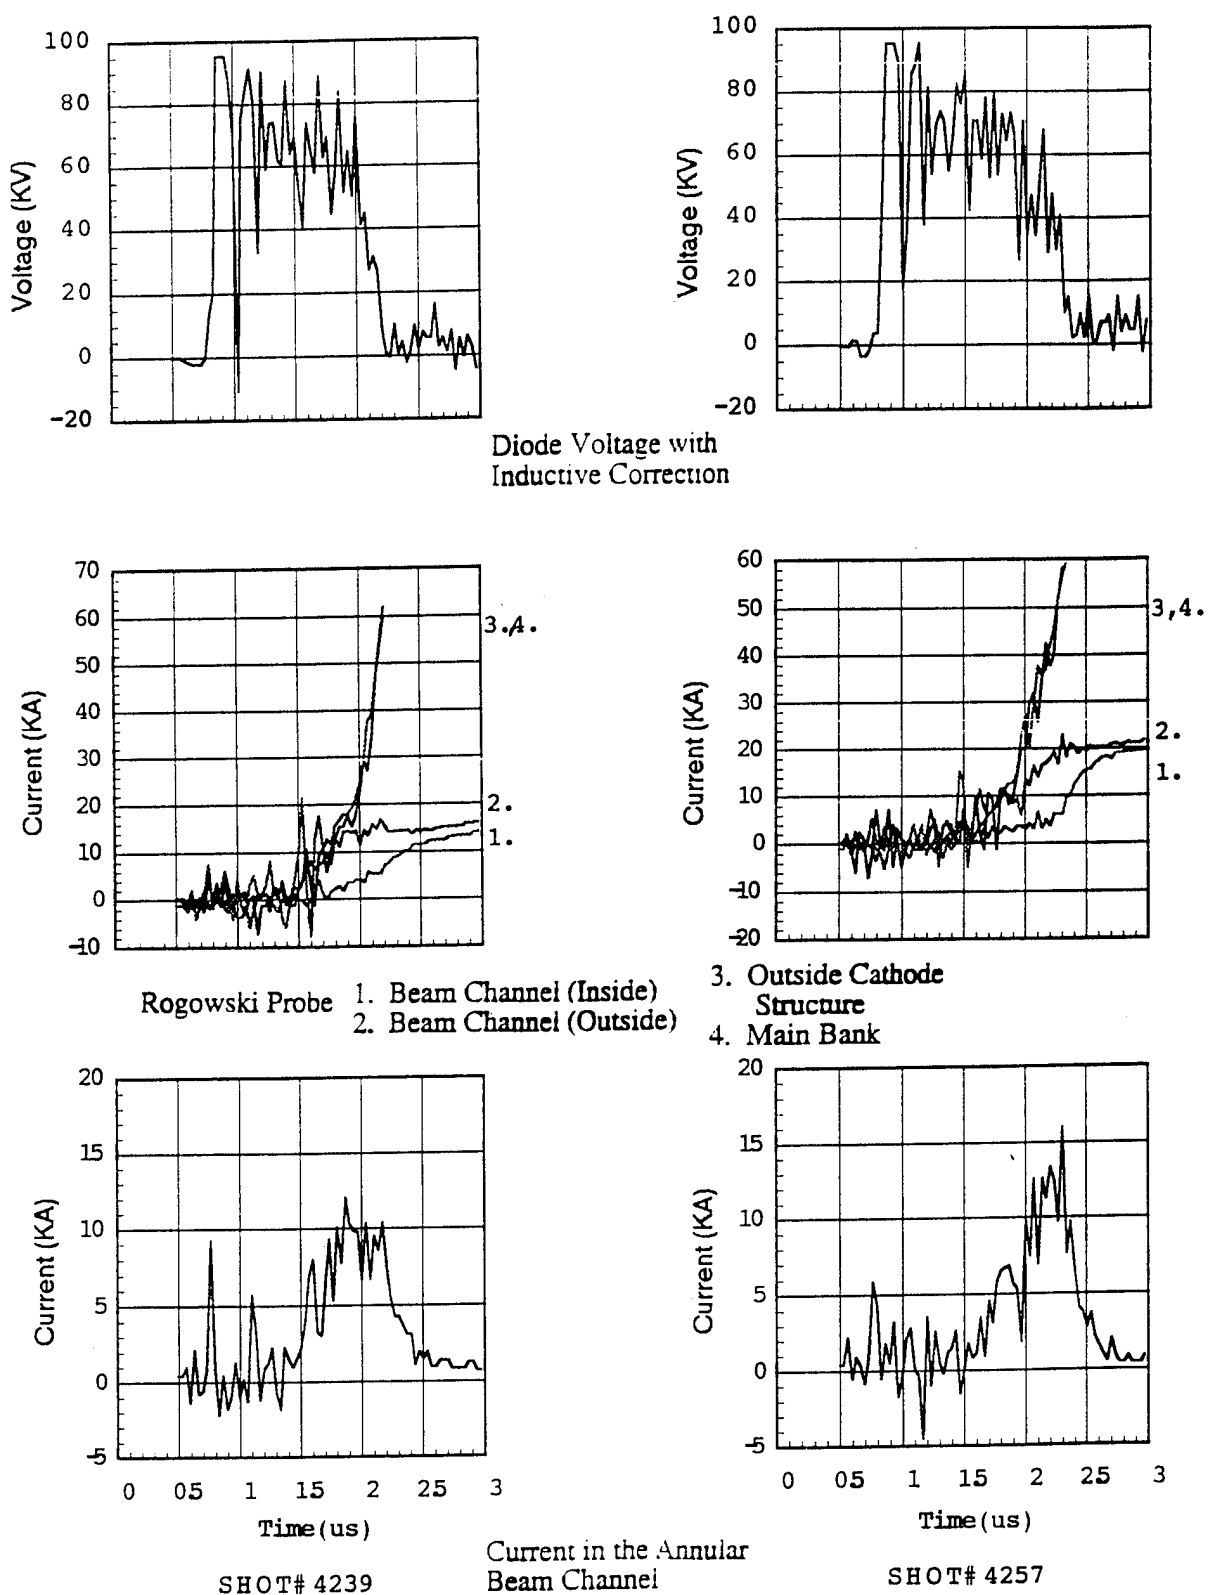 100
80
60
40
20
0
-20
Voltage (KV)
100
80
60
40
20
0
-20
Voltage (KV)
Diode Voltage with
Inductive Correction
70
60
50
40
30
20
10
0
-10
Current (KA)
3.,4.
2.
1.
60
50
40
30
20
10
0
-10
-20
Current (KA)
3,4.
2.
1.
Rogowski Probe
1. Beam Channel (Inside)
2. Beam Channel (Outside)
3. Outside Cathode
Structure
4. Main Bank
20
15
10
5
0
-5
Current (KA)
0 05 1 15 2 25 3
Time(us)
SHOT# 4239
20
15
10
5
0
-5
Current (KA)
0 05 1 15 2 25 3
Time(us)
SHOT# 4257
Current in the Annular
Beam Channel